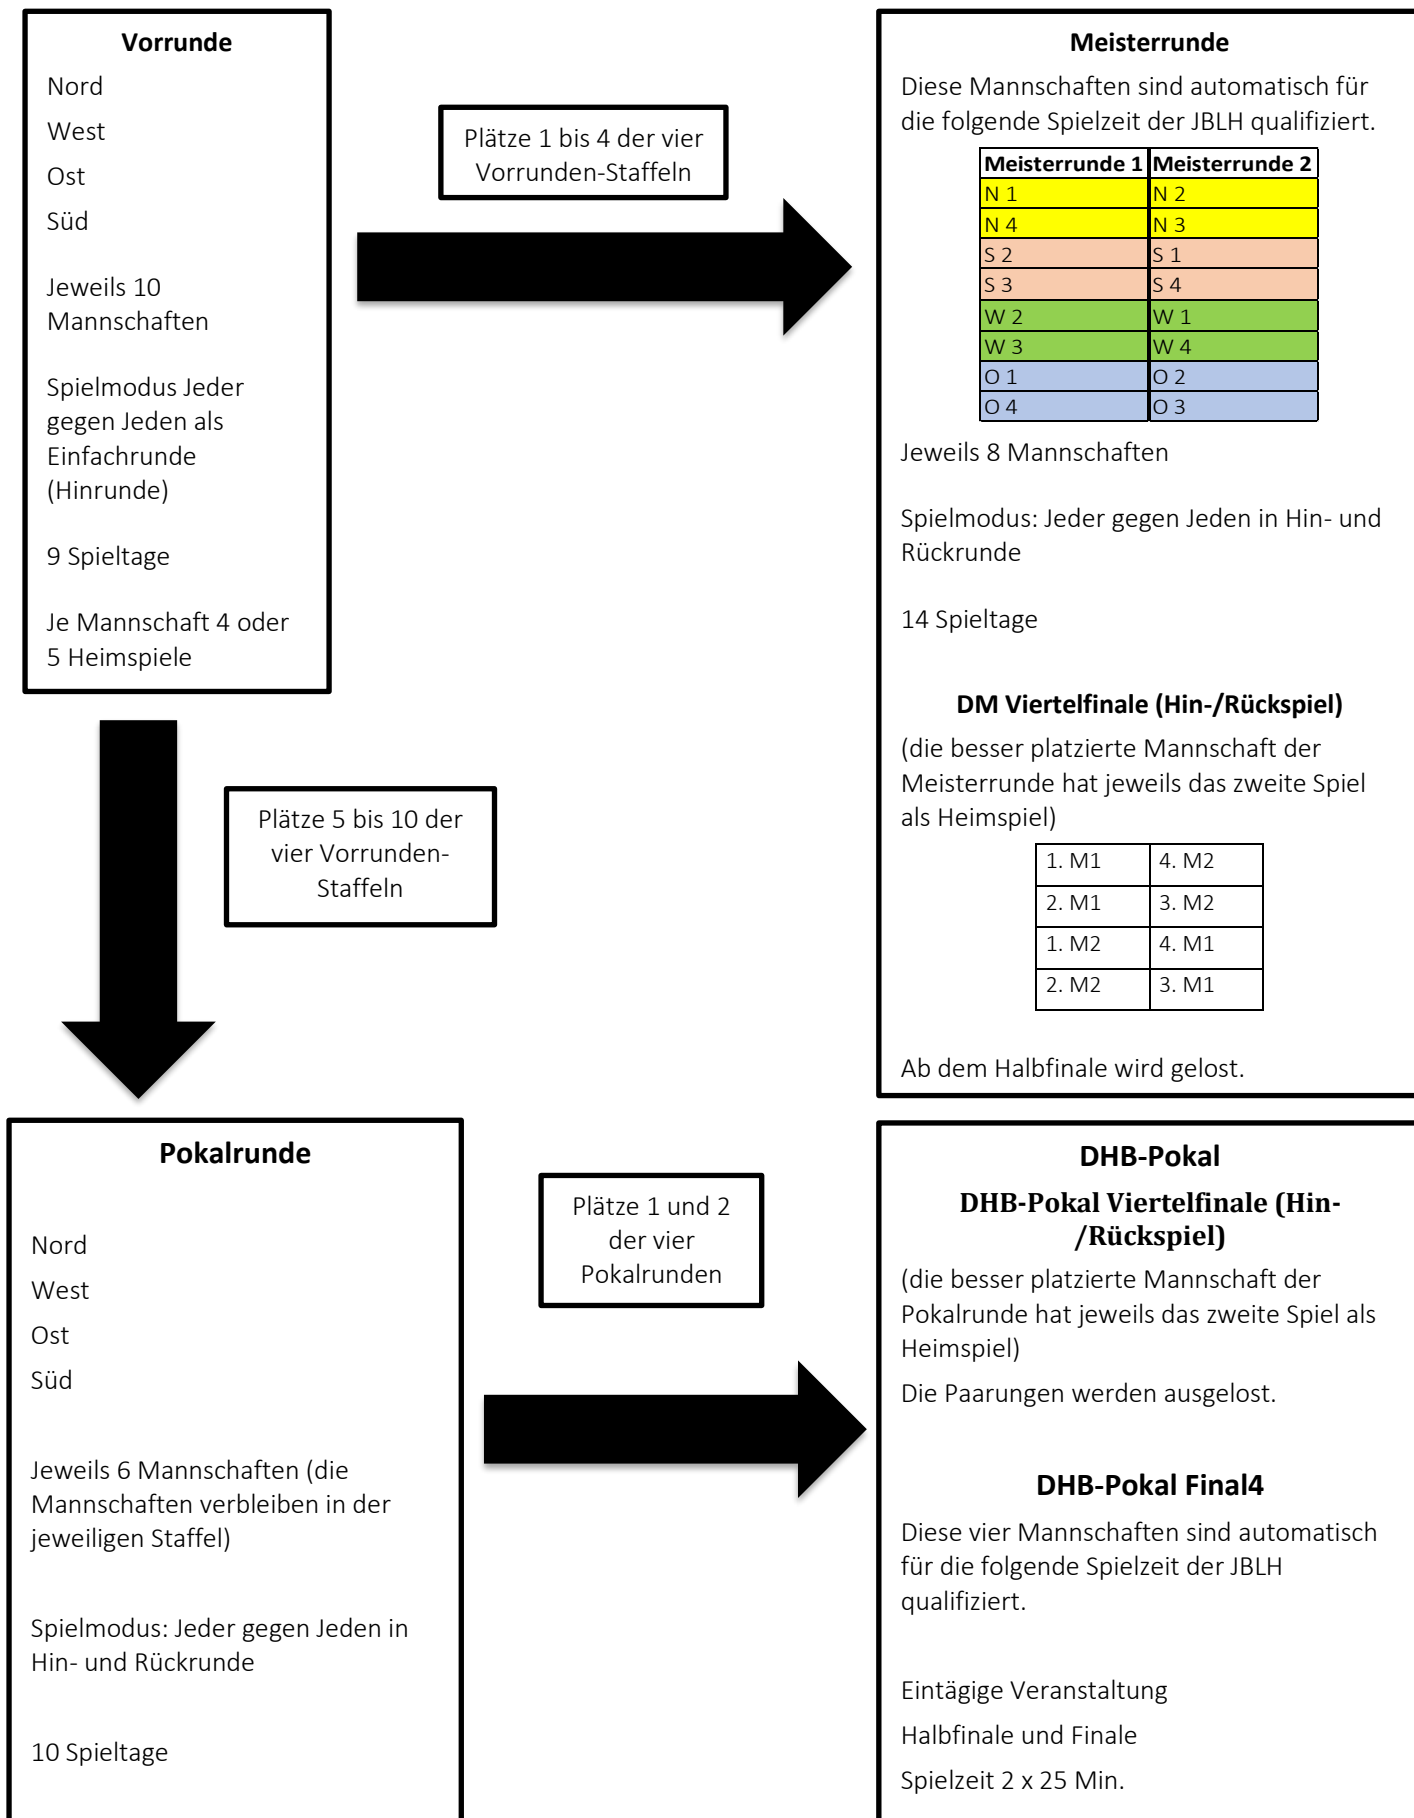 Vorrunde
Nord
West
Ost
Süd
Jeweils 10
Mannschaften
Spielmodus Jeder
gegen Jeden als
Einfachrunde
(Hinrunde)
9 Spieltage
Je Mannschaft 4 oder
5 Heimspiele
Plätze 1 bis 4 der vier
Vorrunden-Staffeln
Meisterrunde
Diese Mannschaften sind automatisch für
die folgende Spielzeit der JBLH qualifiziert.
Meisterrunde 1 Meisterrunde 2
N 1 N 2
N 4 N 3
S 2 S 1
S 3 S 4
W 2 W 1
W 3 W 4
O 1 O 2
O 4 O 3
Jeweils 8 Mannschaften
Spielmodus: Jeder gegen Jeden in Hin- und
Rückrunde
14 Spieltage
DM Viertelfinale (Hin-/Rückspiel)
(die besser platzierte Mannschaft der
Meisterrunde hat jeweils das zweite Spiel
als Heimspiel)
1. M1 4. M2
2. M1 3. M2
1. M2 4. M1
2. M2 3. M1
Ab dem Halbfinale wird gelost.
Plätze 5 bis 10 der
vier Vorrunden-
Staffeln
Pokalrunde
Nord
West
Ost
Süd
Jeweils 6 Mannschaften (die
Mannschaften verbleiben in der
jeweiligen Staffel)
Spielmodus: Jeder gegen Jeden in
Hin- und Rückrunde
10 Spieltage
Plätze 1 und 2
der vier
Pokalrunden
DHB-Pokal
DHB-Pokal Viertelfinale (Hin-
/Rückspiel)
(die besser platzierte Mannschaft der
Pokalrunde hat jeweils das zweite Spiel als
Heimspiel)
Die Paarungen werden ausgelost.
DHB-Pokal Final4
Diese vier Mannschaften sind automatisch
für die folgende Spielzeit der JBLH
qualifiziert.
Eintägige Veranstaltung
Halbfinale und Finale
Spielzeit 2 x 25 Min.